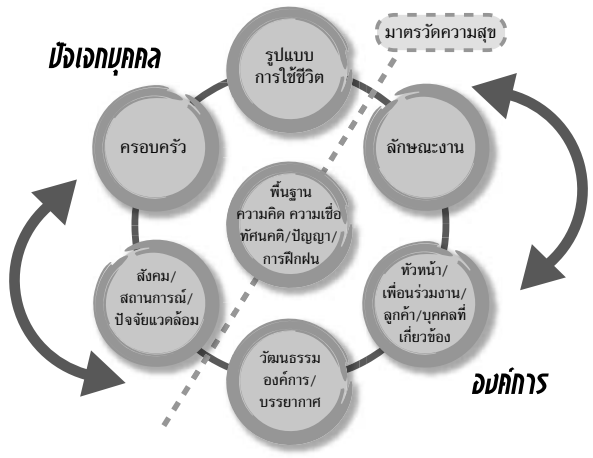 มาตรวัดความสุข
ปัจเจกบุคคล
รูปแบบ
การใช้ชีวิต
ครอบครัว
ลักษณะงาน
พื้นฐาน
ความคิด ความเชื่อ
ทัศนคติ/ปัญญา/
การฝึกฝน
สังคม/
สถานการณ์/
ปัจจัยแวดล้อม
หัวหน้า/
เพื่อนร่วมงาน/
ลูกค้า/บุคคลที่
เกี่ยวข้อง
วัฒนธรรม
องค์การ/
บรรยากาศ
องค์การ